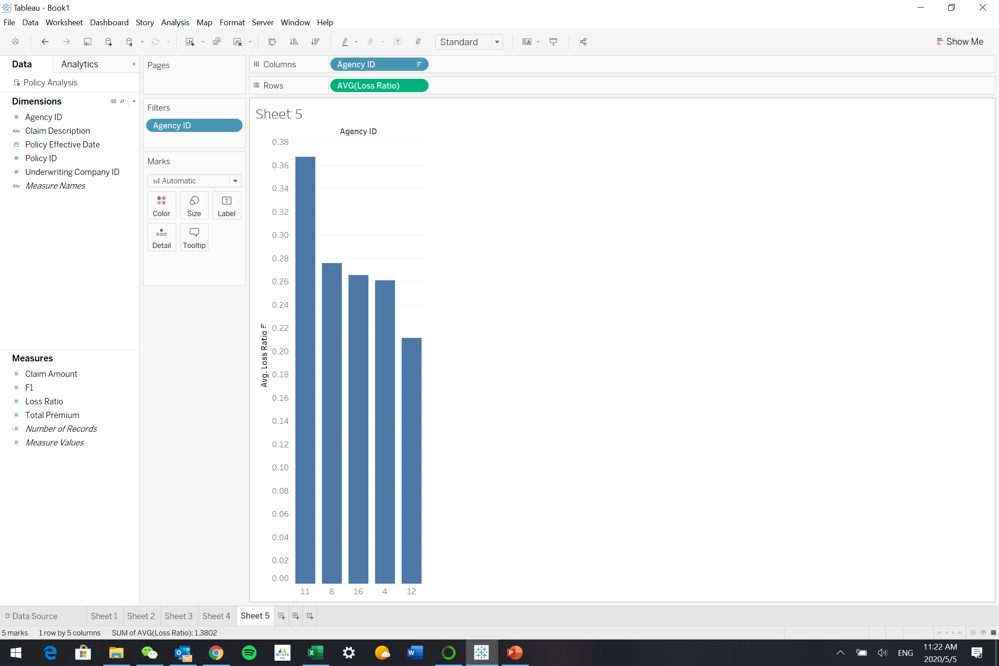 Tableau - Book1
File Data Worksheet Dashboard Story Analysis Map Format Server Window Help
Standard
Show Me
Data Analytics
Policy Analysis
Dimensions
Agency ID
Abc Claim Description
Policy Effective Date
Policy ID
Underwriting Company ID
Abc Measure Names
Measures
Claim Amount
F1
Loss Ratio
Total Premium
Number of Records
Measure Values
Pages
Filters
Agency ID
Marks
Automatic
Color Size Label
Detail Tooltip
Columns Agency ID
Rows AVG(Loss Ratio)
Sheet 5
Agency ID
0.38
0.36
0.34
0.32
0.30
0.28
0.26
0.24
0.22
0.20
0.18
0.16
0.14
0.12
0.10
0.08
0.06
0.04
0.02
0.00
Avg. Loss Ratio
11 8 16 4 12
Data Source Sheet 1 Sheet 2 Sheet 3 Sheet 4 Sheet 5
5 marks 1 row by 5 columns SUM of AVG(Loss Ratio): 1.3802
BECKER
CPA
ENG
11:22 AM
2020/5/5